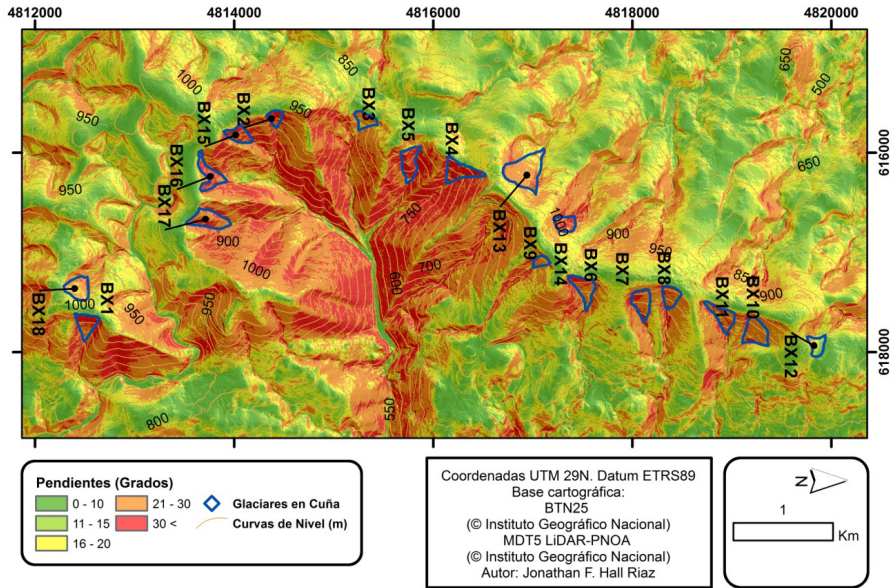 4812000 4814000 4816000 4818000 4820000
616000
618000
1000
950
850
950
650
500
650
950
950
750
1000
900
950
850
900
900
1000
700
600
950
950
1000
800
550
BX15
BX2
BX3
BX5
BX4
BX16
BX17
BX13
BX9
BX14
BX6
BX7
BX8
BX11
BX10
BX12
BX18
BX1
Pendientes (Grados)
0 - 10
11 - 15
16 - 20
21 - 30
30 <
Glaciares en Cuña
Curvas de Nivel (m)
Coordenadas UTM 29N. Datum ETRS89
Base cartográfica:
BTN25
(© Instituto Geográfico Nacional)
MDT5 LiDAR-PNOA
(© Instituto Geográfico Nacional)
Autor: Jonathan F. Hall Riaz
N
1
Km